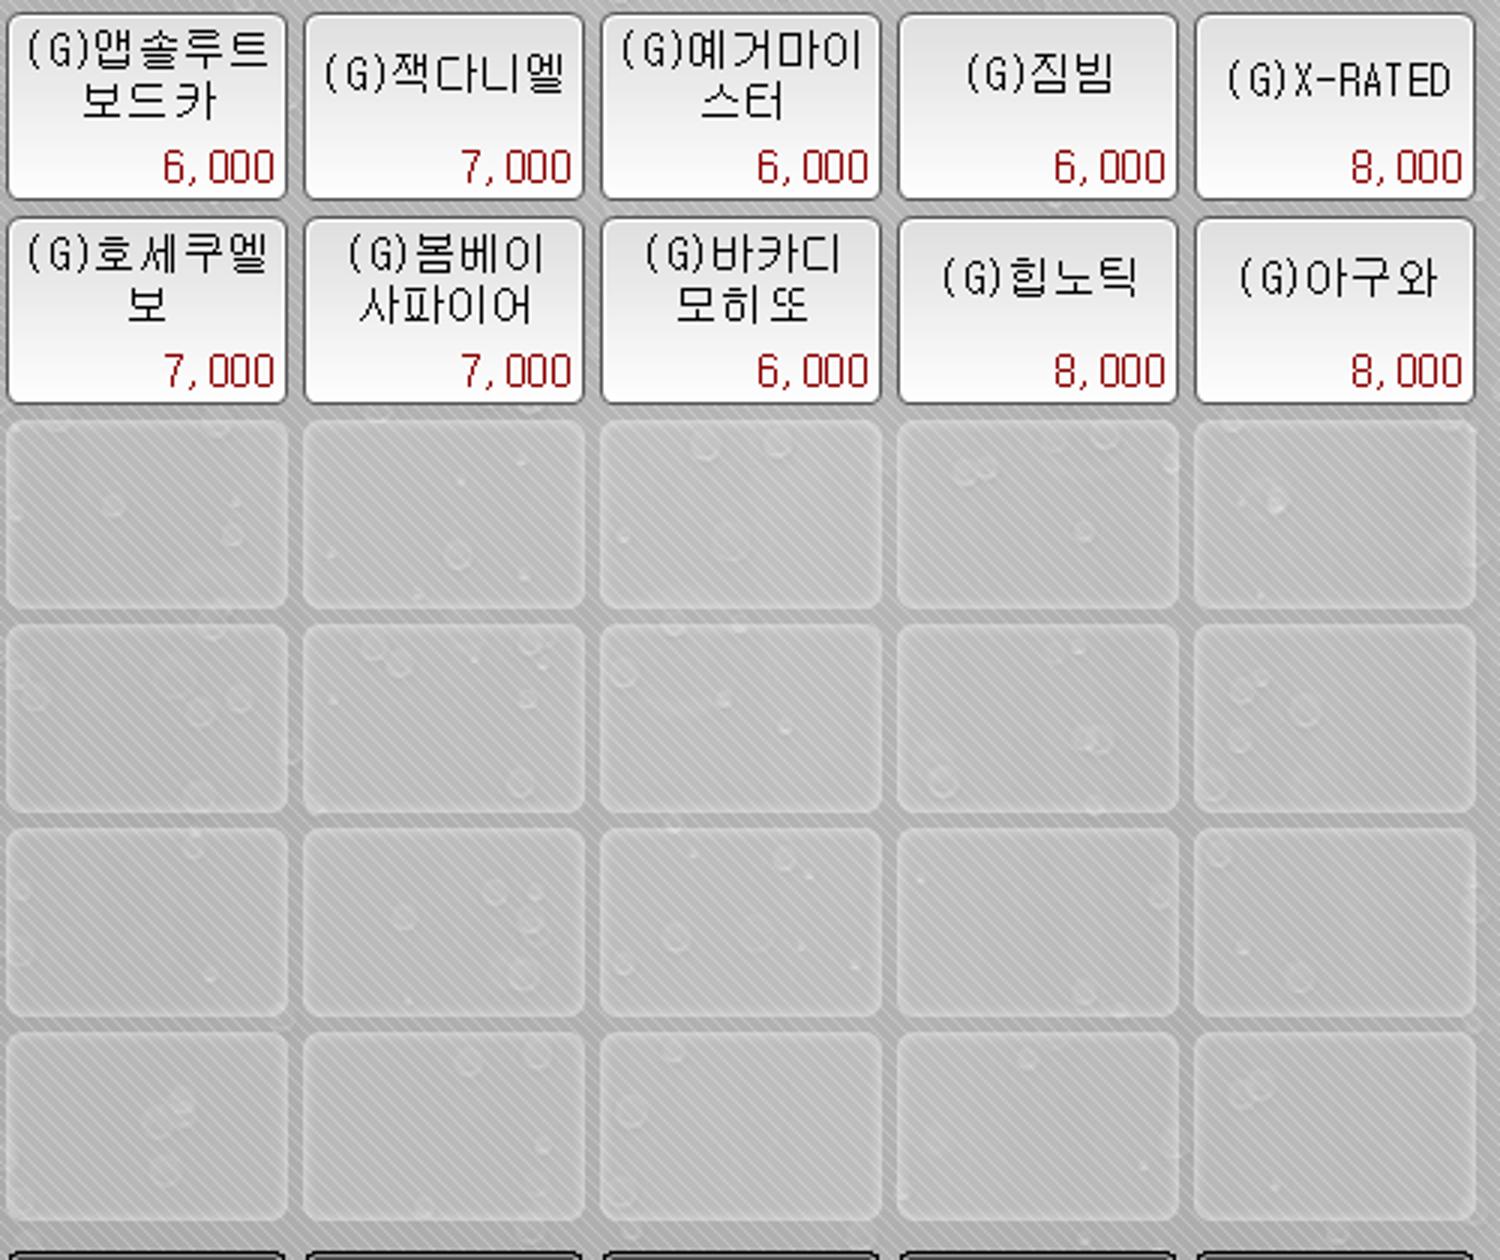 (G)앱솔루트
보드카
6,000
(G)잭다니엘
7,000
(G)예거마이
스터
6,000
(G)짐빔
6,000
(G)X-RATED
8,000
(G)호세쿠엘
보
7,000
(G)봄베이
사파이어
7,000
(G)바카디
모히또
6,000
(G)힙노틱
8,000
(G)아구와
8,000